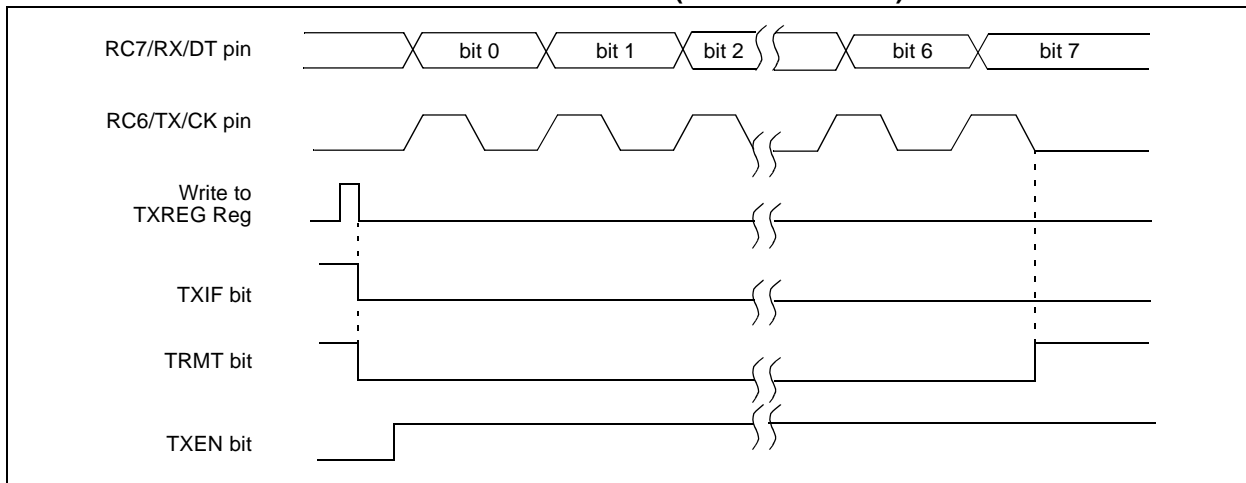 RC7/RX/DT pin
bit 0
bit 1
bit 2
bit 6
bit 7
RC6/TX/CK pin
Write to
TXREG Reg
TXIF bit
TRMT bit
TXEN bit